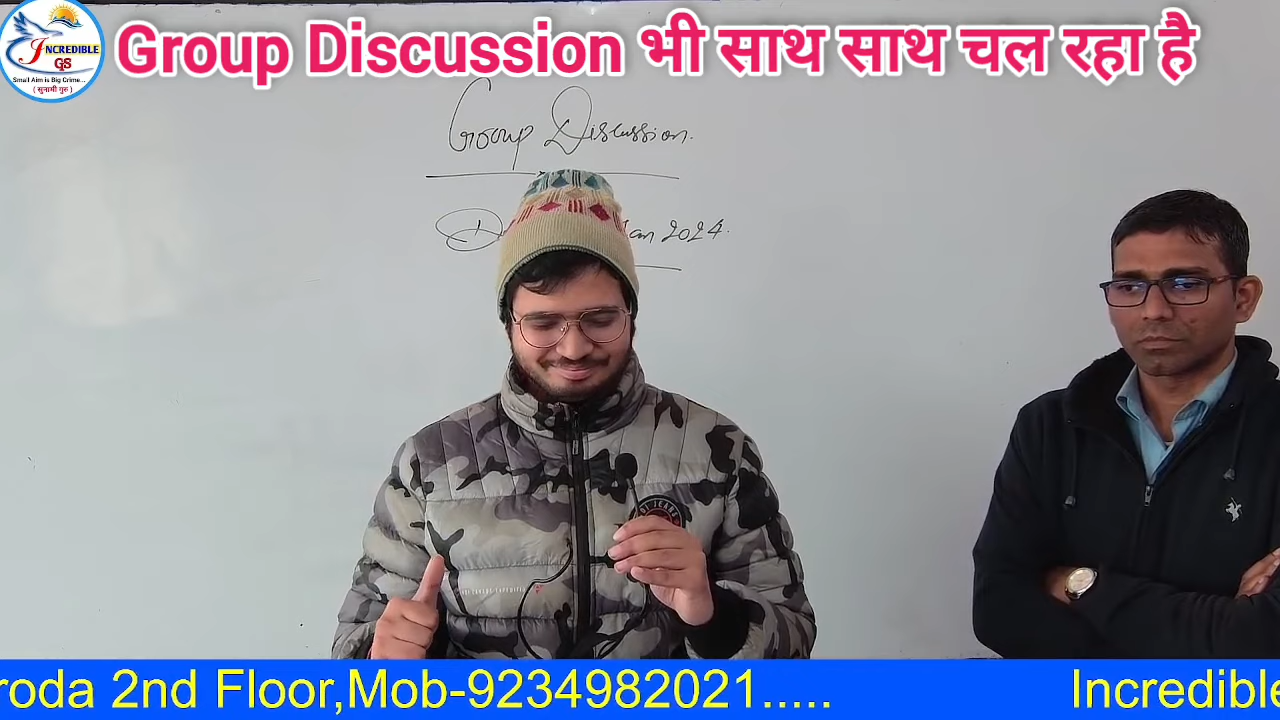 INCREDIBLE
GS
Small Aim is Big Crime...
( सुनामी गुरु )
Group Discussion भी साथ साथ चल रहा है
Group Discussion.
Jan 2024.
roda 2nd Floor,Mob-9234982021..... Incredible